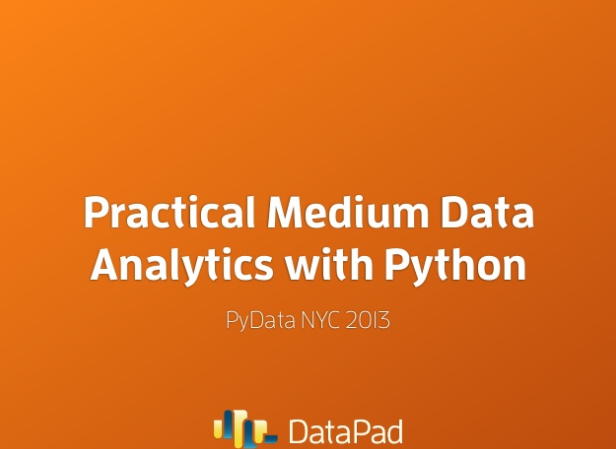 Practical Medium Data
Analytics with Python
PyData NYC 2013
DataPad